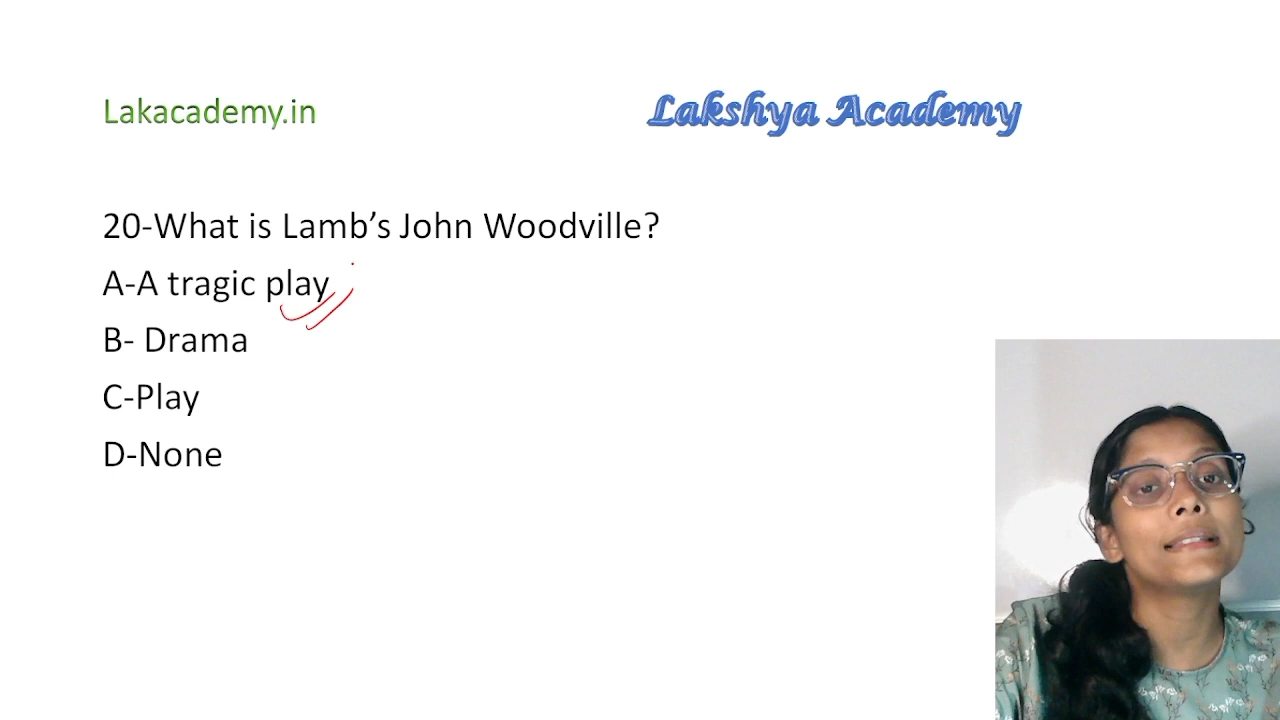 Lakacademy.in
Lakshya Academy
20-What is Lamb’s John Woodville?
A-A tragic play
B- Drama
C-Play
D-None